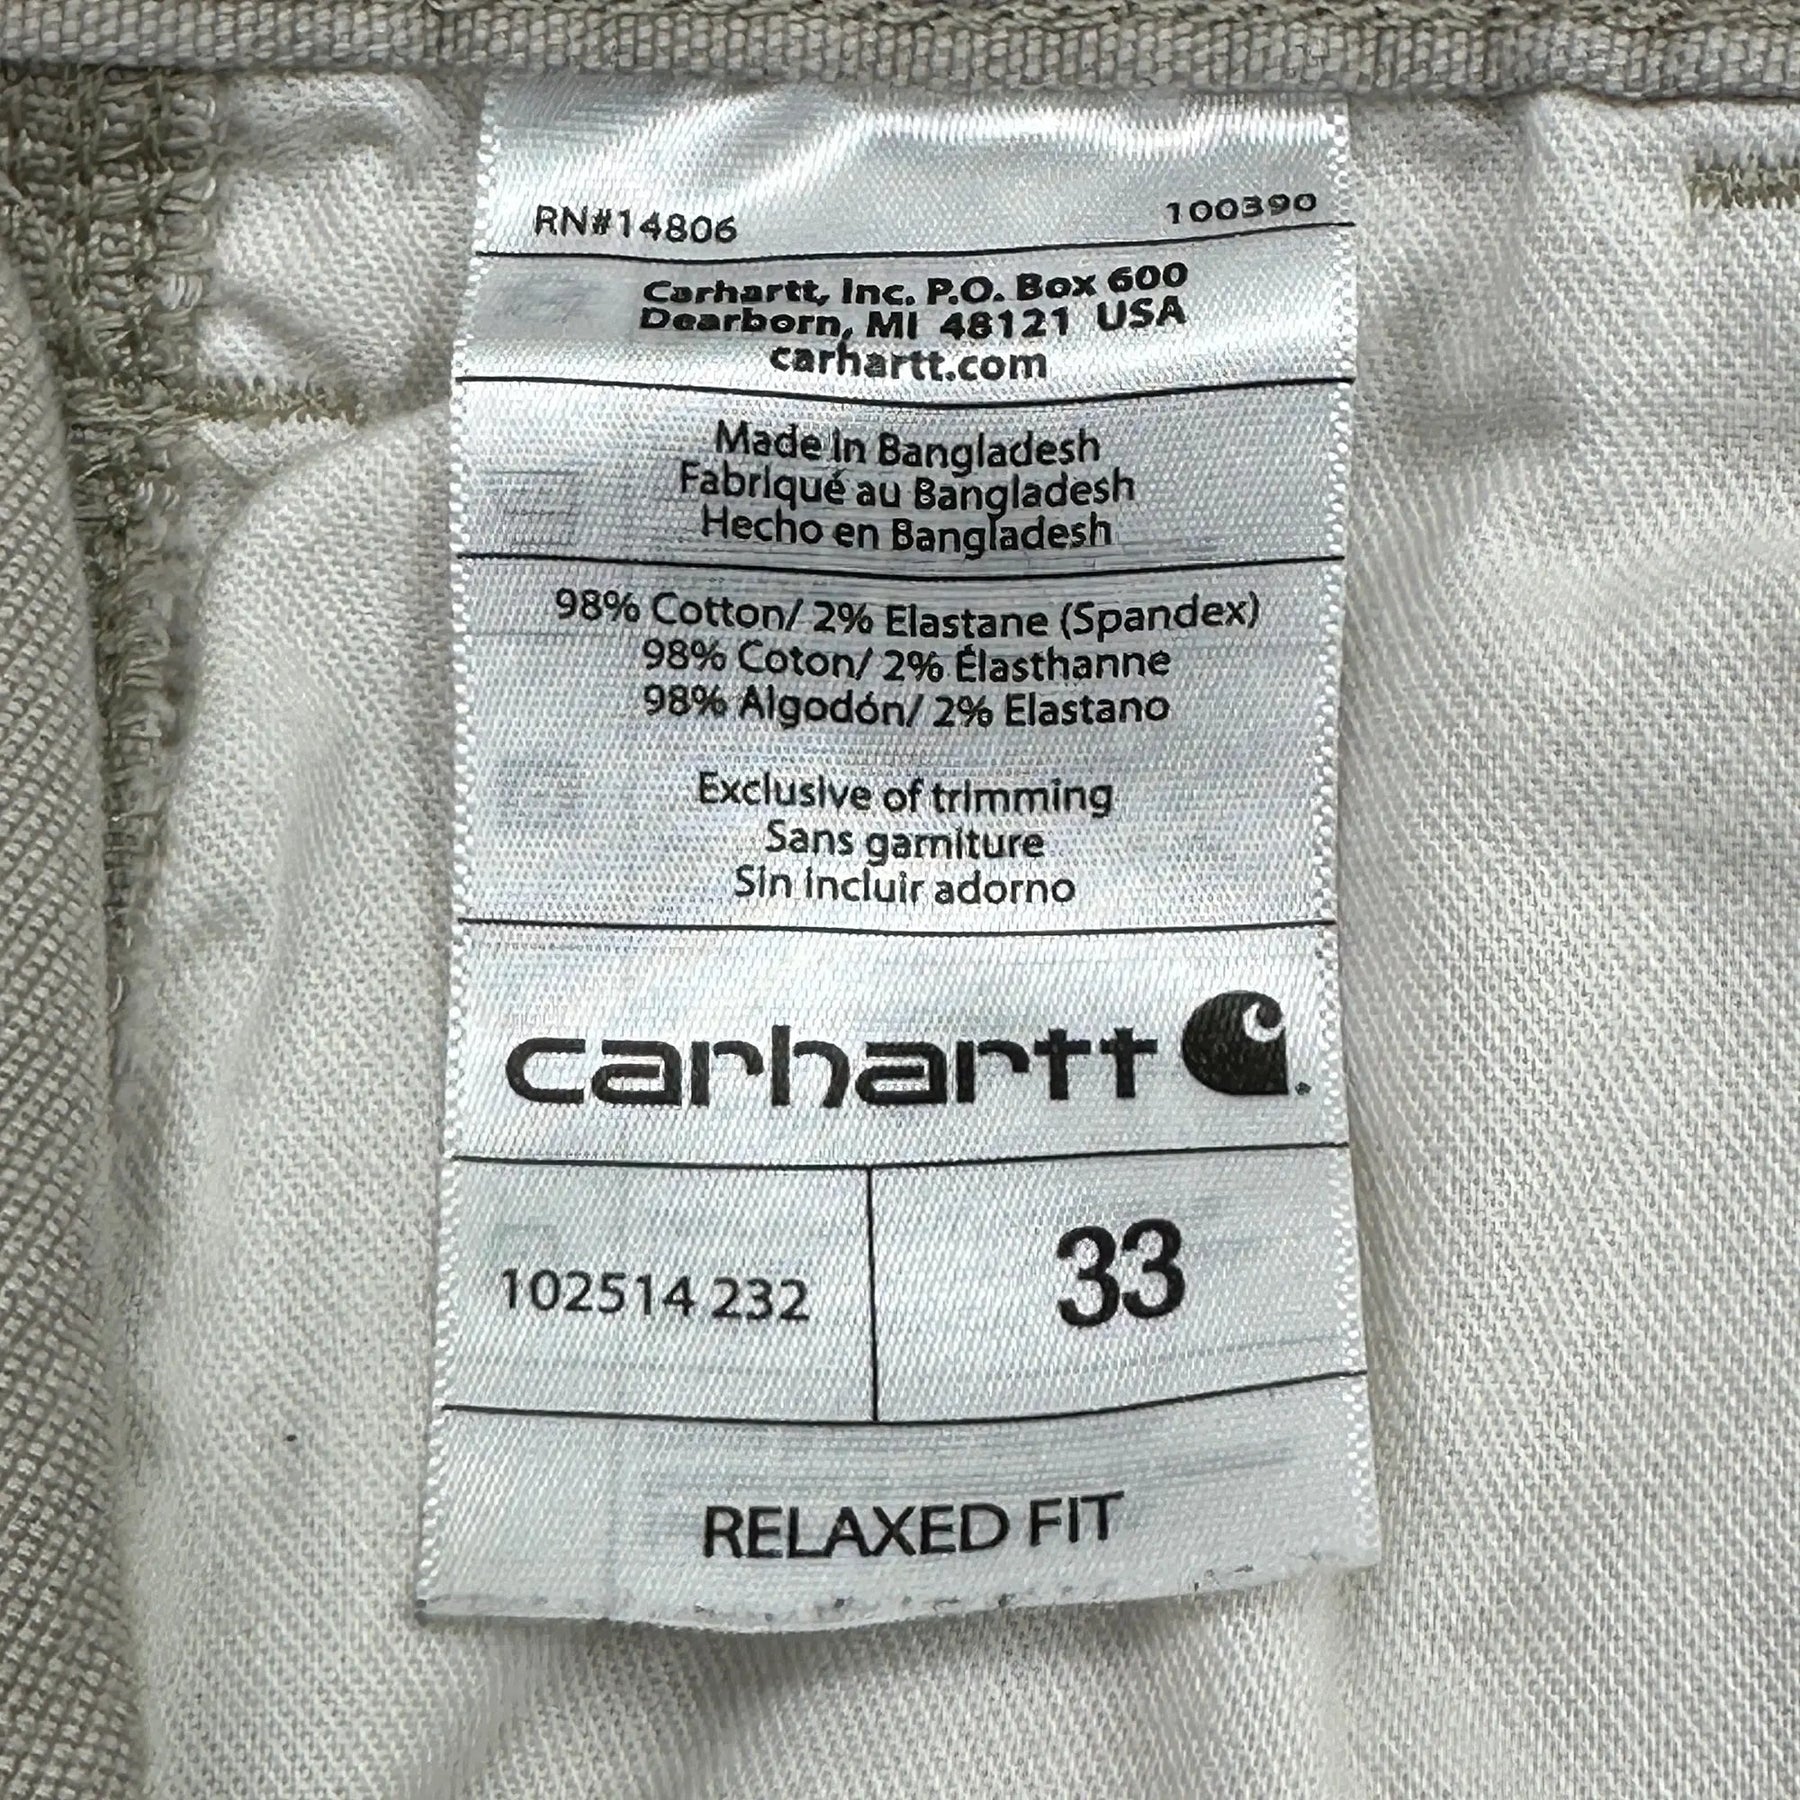 RN#14806 100390
Carhartt, Inc. P.O. Box 600
Dearborn, MI 48121 USA
carhartt.com
Made in Bangladesh
Fabriqué au Bangladesh
Hecho en Bangladesh
98% Cotton/ 2% Elastane (Spandex)
98% Coton/ 2% Élasthanne
98% Algodón/ 2% Elastano
Exclusive of trimming
Sans garniture
Sin incluir adorno
carhartt
102514 232 33
RELAXED FIT